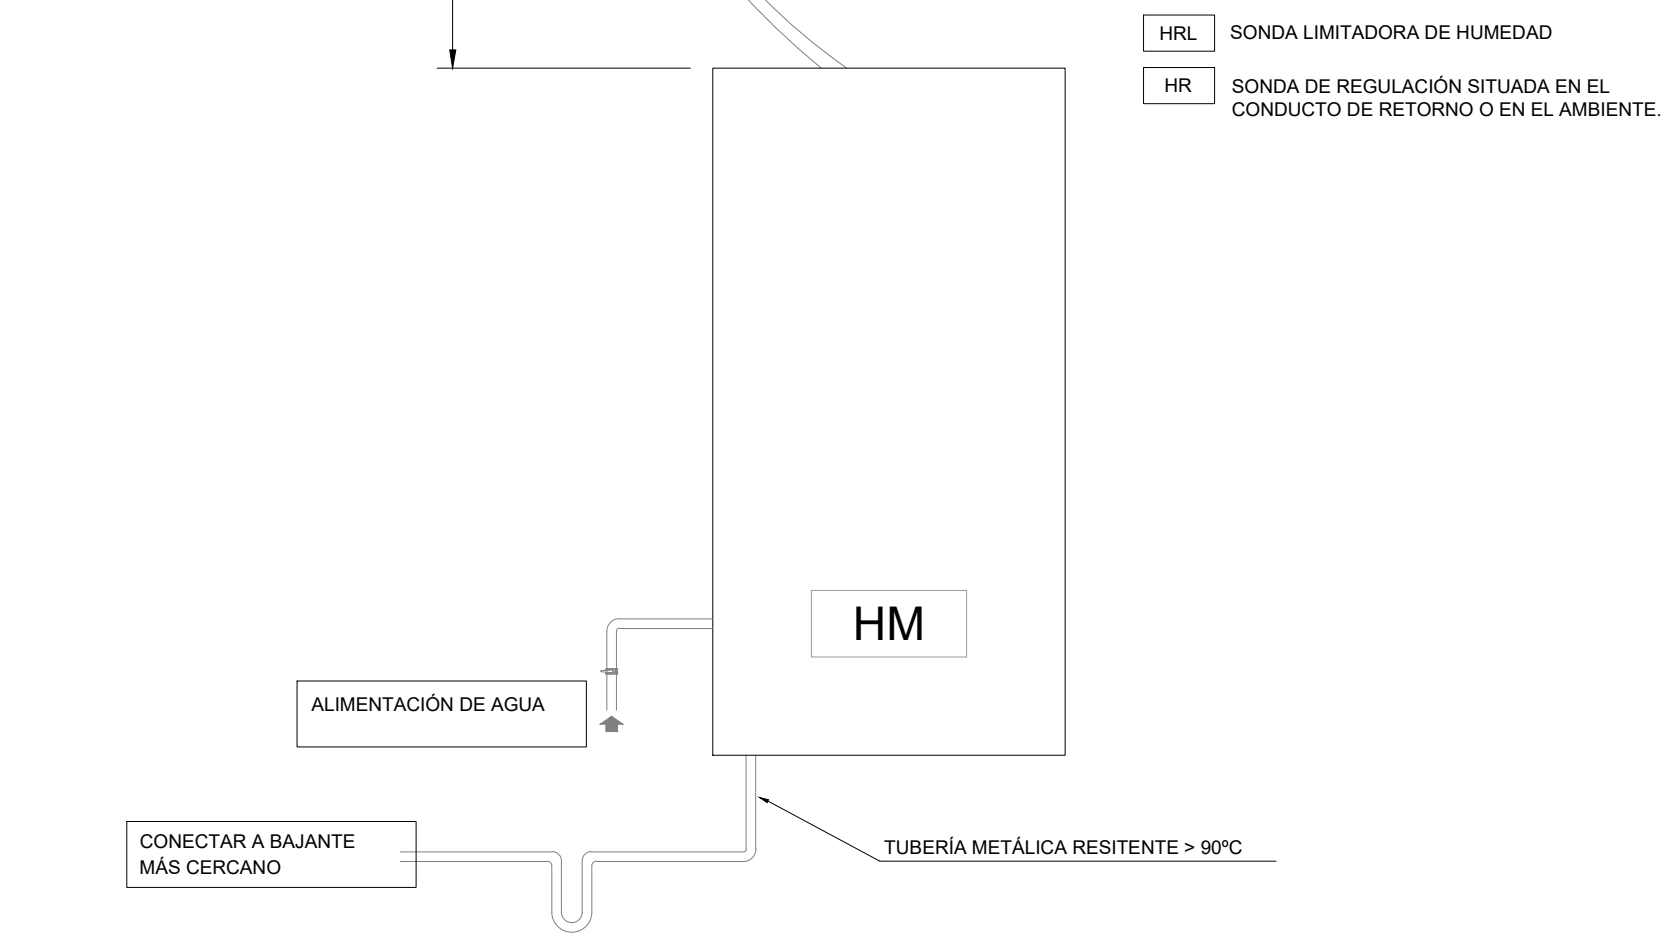 HRL SONDA LIMITADORA DE HUMEDAD
HR SONDA DE REGULACIÓN SITUADA EN EL
CONDUCTO DE RETORNO O EN EL AMBIENTE.
HM
ALIMENTACIÓN DE AGUA
CONECTAR A BAJANTE
MÁS CERCANO
TUBERÍA METÁLICA RESITENTE > 90ºC